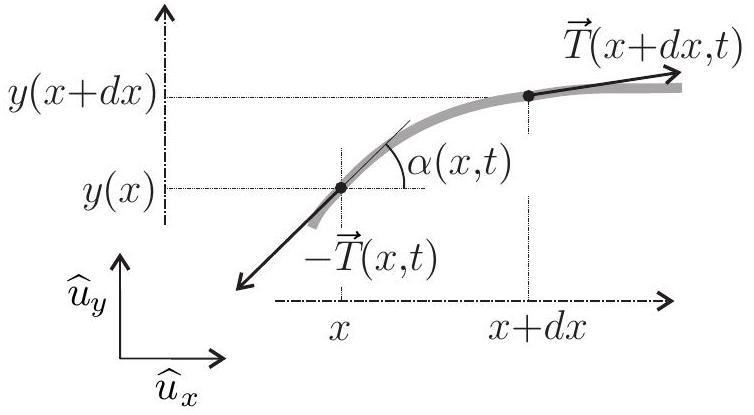 T⃗(x+dx,t)
y(x+dx)
α(x,t)
y(x)
−T⃗(x,t)
û_y
x
x+dx
û_x